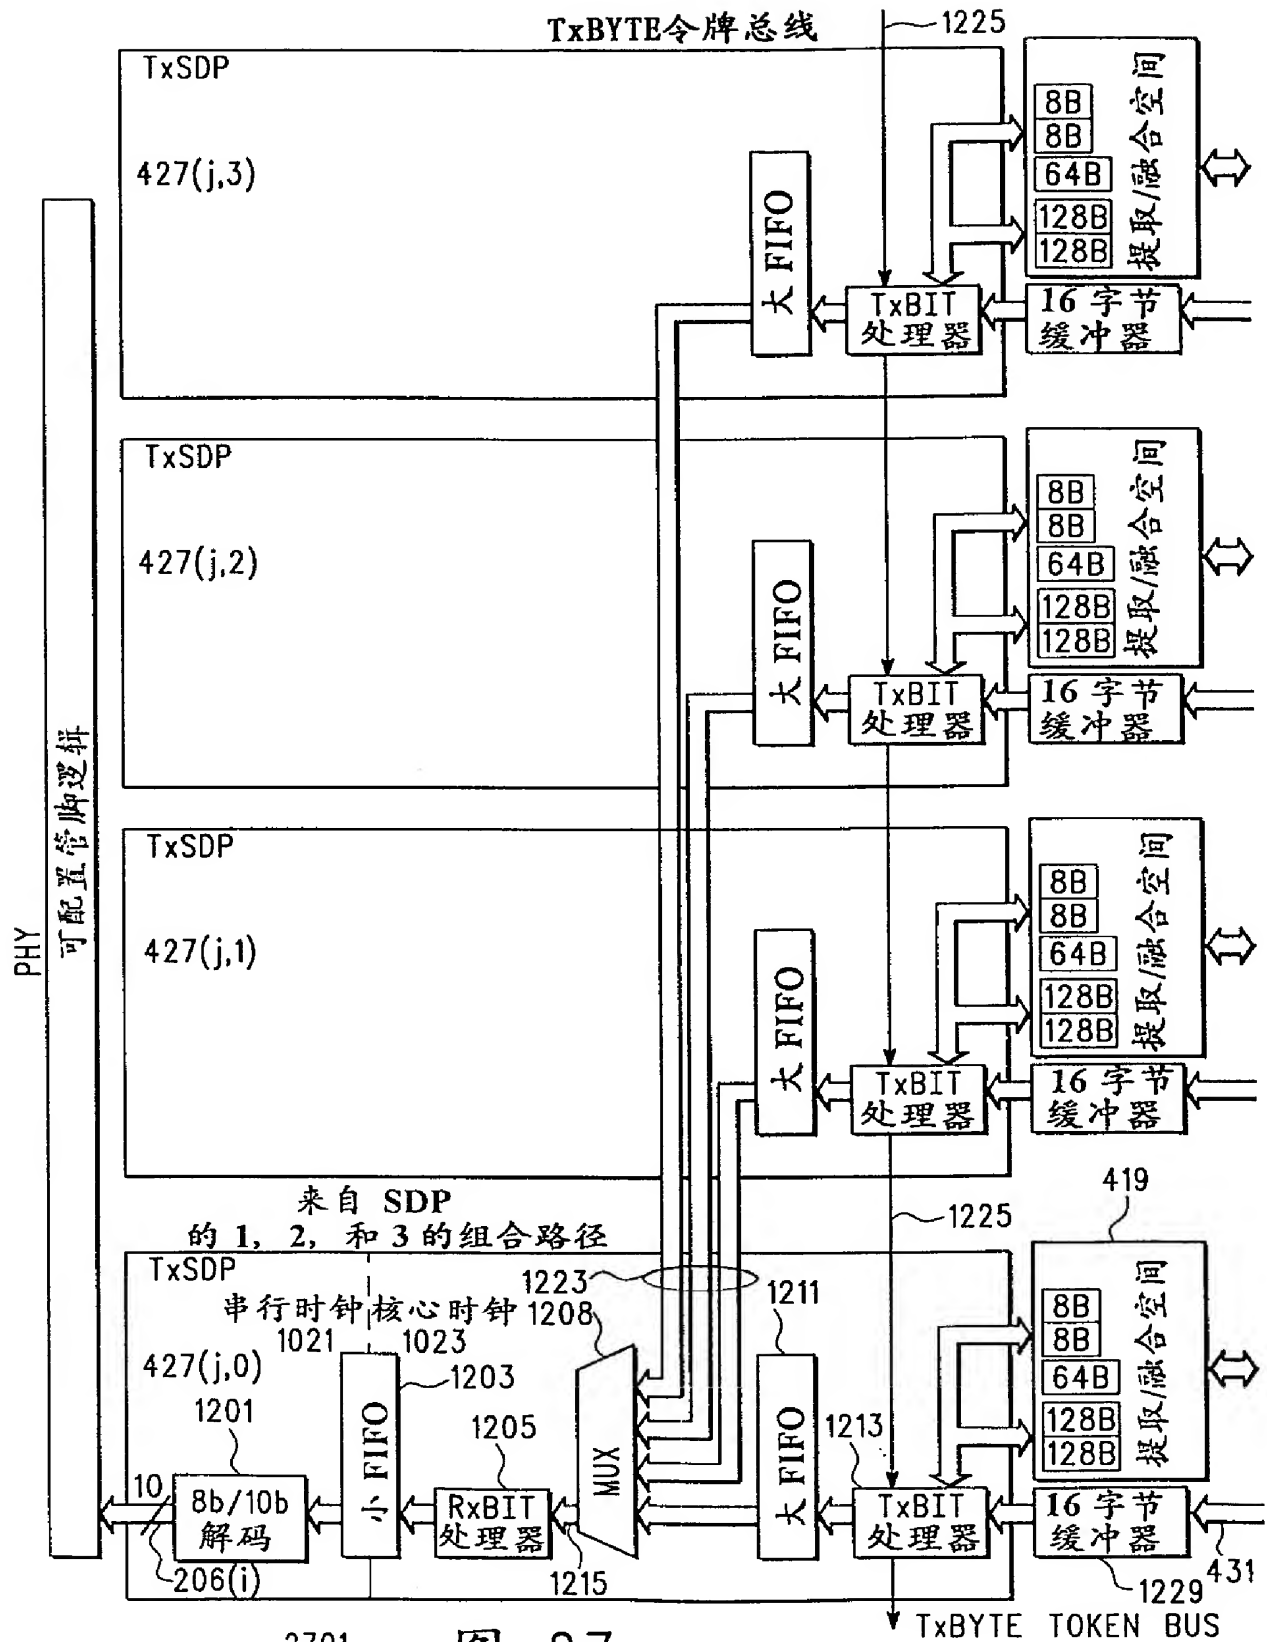 TxBYTE令牌总线
1225
TxSDP
427(j,3)
大 FIFO
TxBIT
处理器
8B
8B
64B
128B
128B
提取/融合空间
16 字节
缓冲器
TxSDP
427(j,2)
大 FIFO
TxBIT
处理器
8B
8B
64B
128B
128B
提取/融合空间
16 字节
缓冲器
PHY
可配置管脚逻辑
TxSDP
427(j,1)
大 FIFO
TxBIT
处理器
8B
8B
64B
128B
128B
提取/融合空间
16 字节
缓冲器
来自 SDP
的 1, 2, 和 3 的组合路径
1225
419
TxSDP
1223
串行时钟
核心时钟
1208
1211
1021
1023
427(j,0)
1203
1201
1205
1213
10
8b/10b
解码
小 FIFO
RxBIT
处理器
MUX
大 FIFO
TxBIT
处理器
8B
8B
64B
128B
128B
提取/融合空间
16 字节
缓冲器
206(i)
1215
1229
431
TxBYTE TOKEN BUS